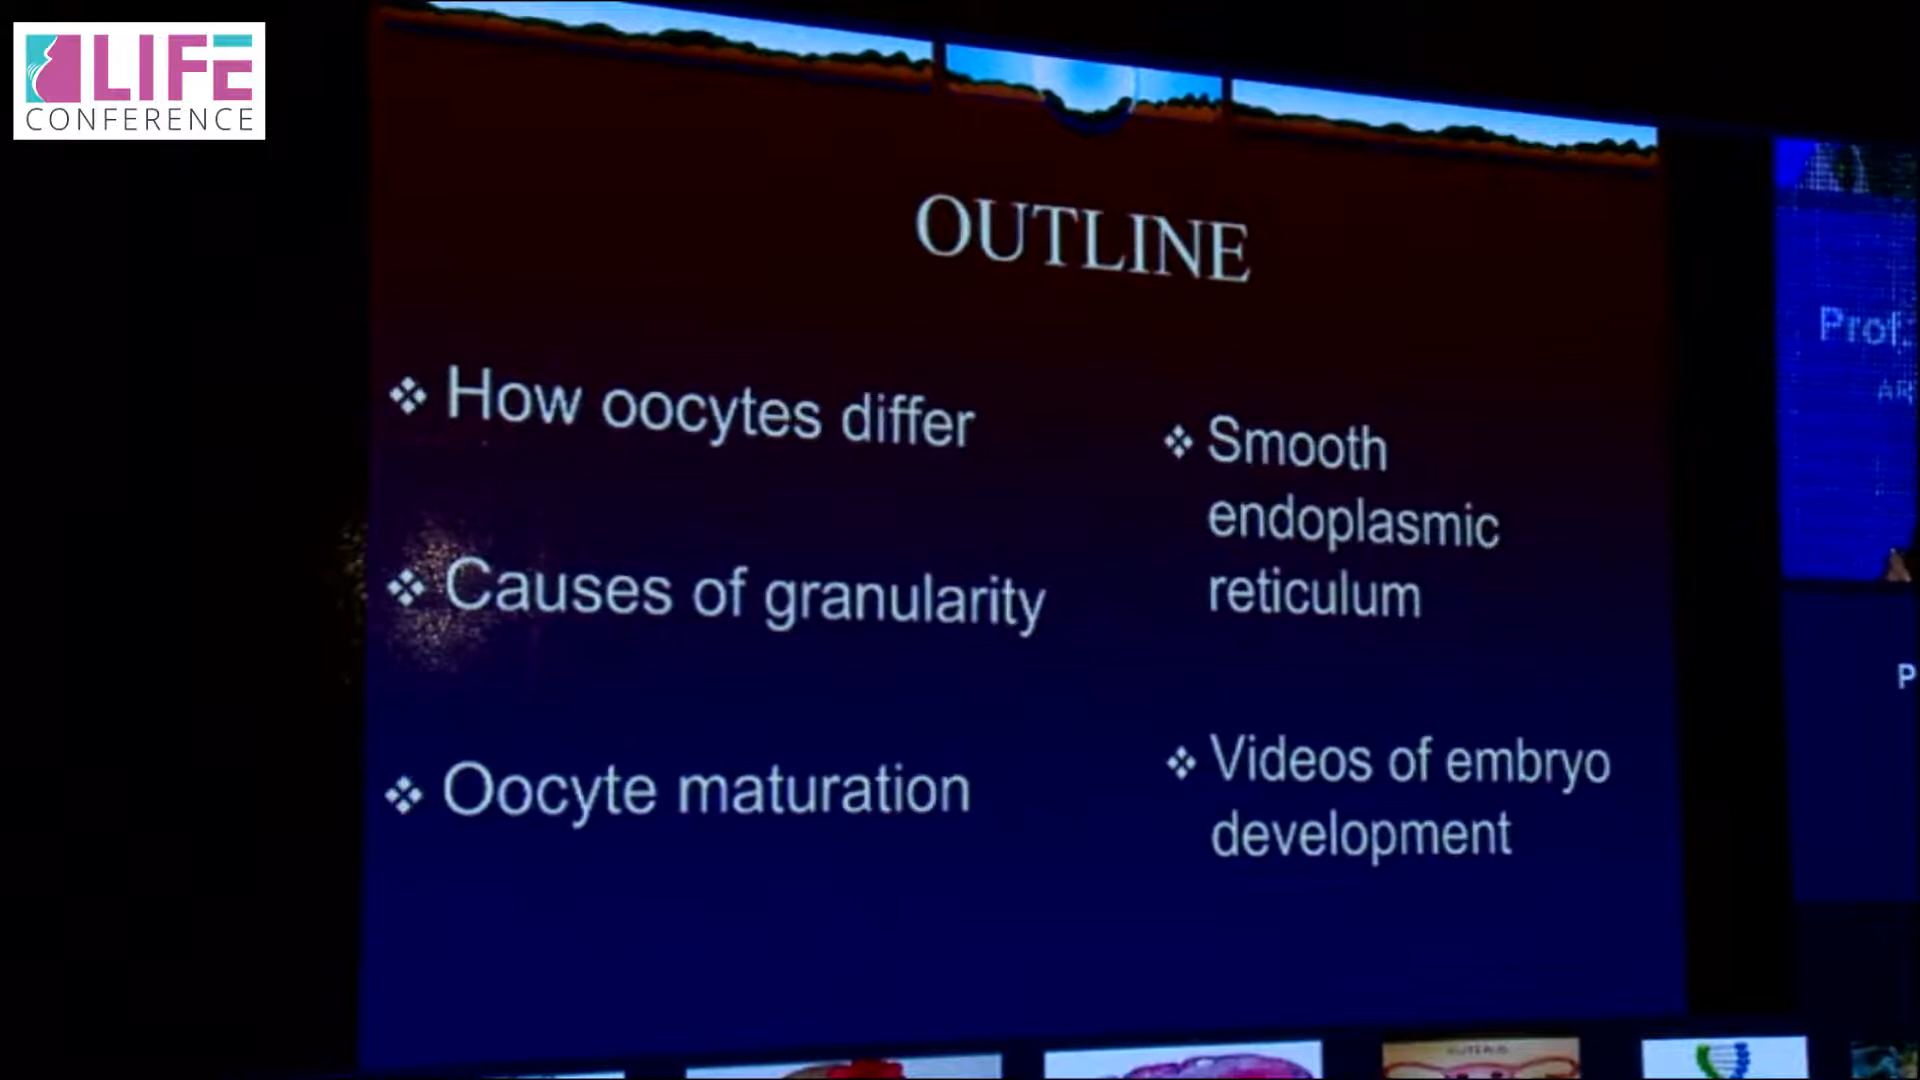 LIFE
CONFERENCE
OUTLINE
How oocytes differ
Causes of granularity
Oocyte maturation
Smooth
endoplasmic
reticulum
Videos of embryo
development
Prof.
P
UTERUS